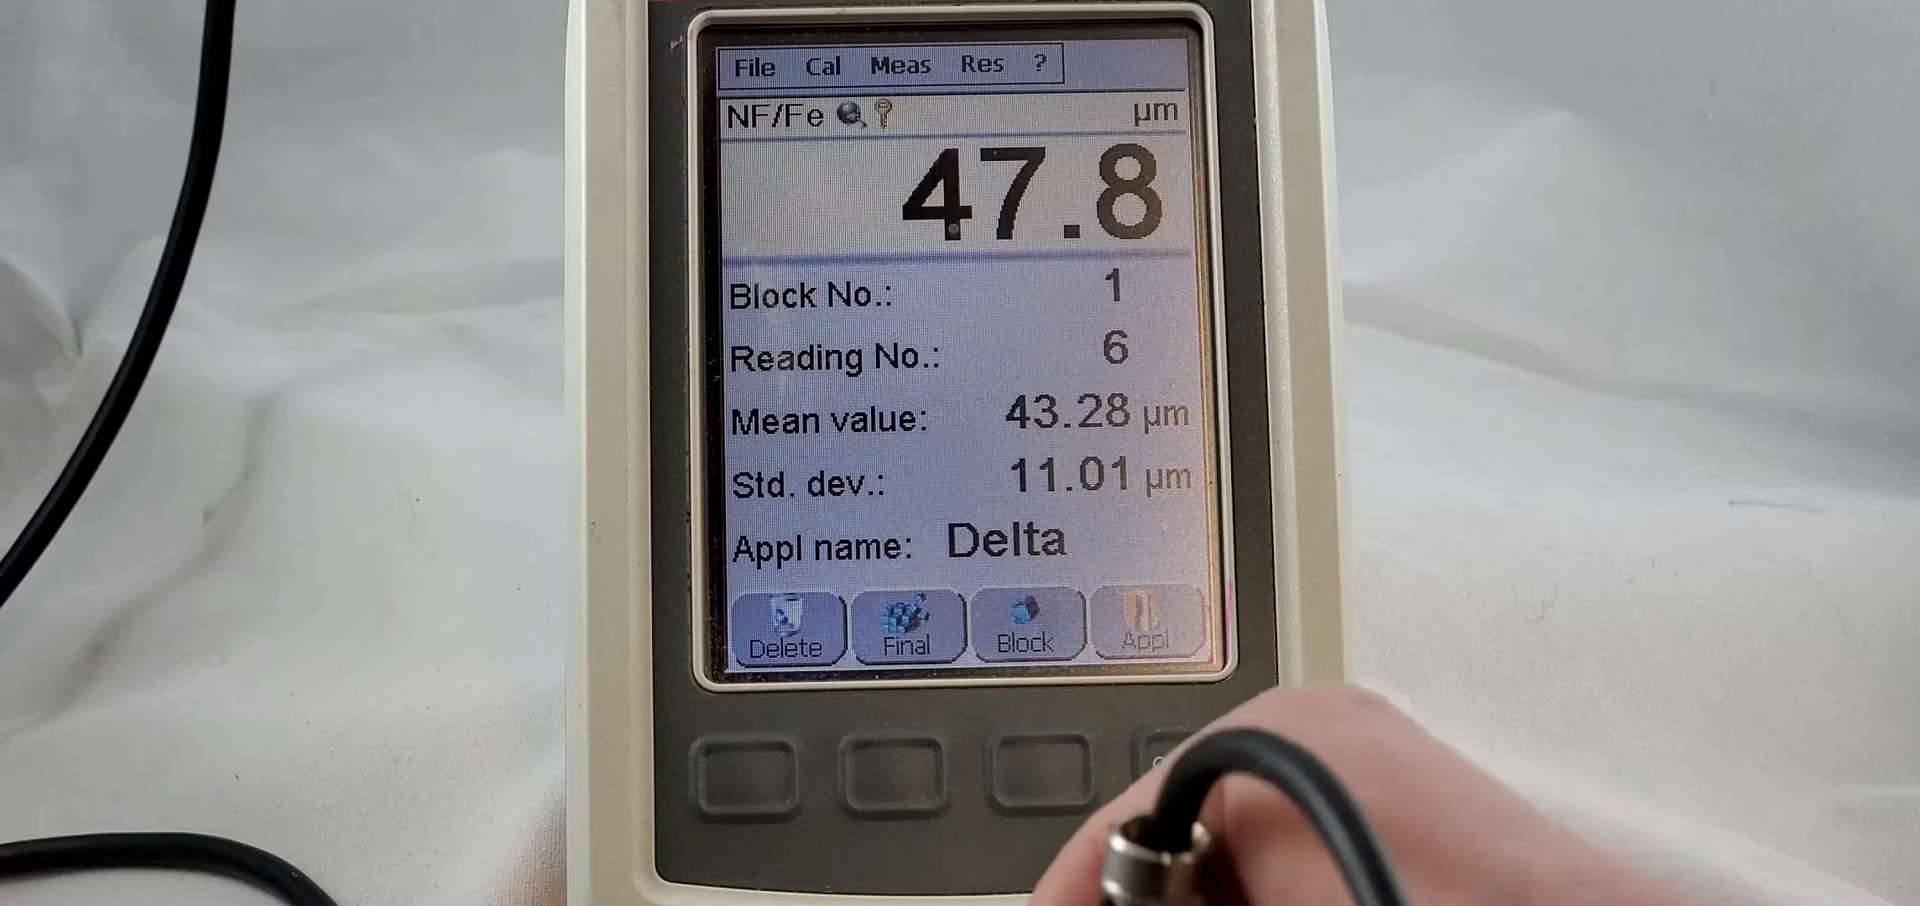 File Cal Meas Res ?
NF/Fe µm
47.8
Block No.: 1
Reading No.: 6
Mean value: 43.28 µm
Std. dev.: 11.01 µm
Appl name: Delta
Delete Final Block Appl